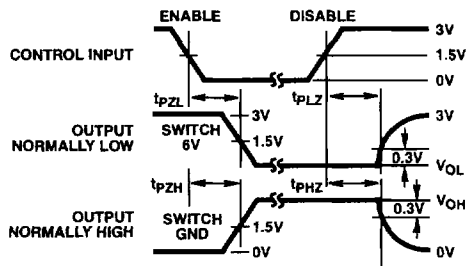 ENABLE DISABLE
3V
CONTROL INPUT
1.5V
0V
tPZL tPLZ
3V 3V
OUTPUT
NORMALLY LOW
SWITCH
6V
1.5V
0.3V
VOL
tPZH tPHZ
VOH
0.3V
OUTPUT
NORMALLY HIGH
SWITCH
GND
1.5V
0V 0V